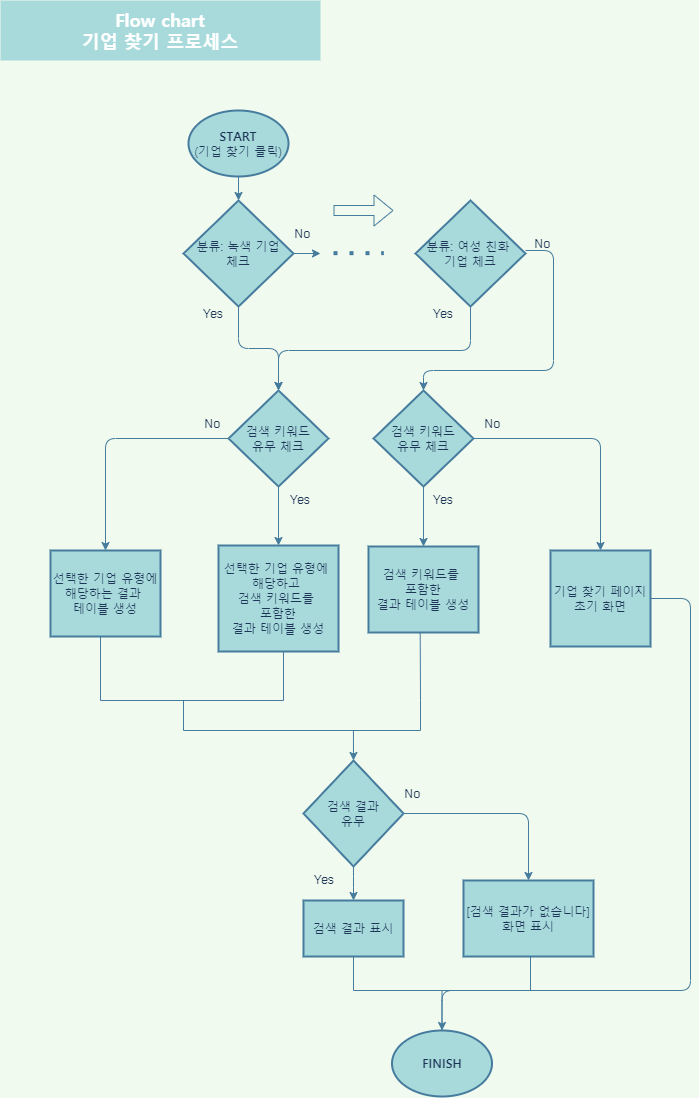 Flow chart
기업 찾기 프로세스
START
(기업 찾기 클릭)
No
분류: 녹색 기업
체크
분류: 여성 친화
기업 체크
No
Yes
Yes
No
검색 키워드
유무 체크
검색 키워드
유무 체크
No
Yes
Yes
선택한 기업 유형에
해당하는 결과
테이블 생성
선택한 기업 유형에
해당하고
검색 키워드를
포함한
결과 테이블 생성
검색 키워드를
포함한
결과 테이블 생성
기업 찾기 페이지
초기 화면
검색 결과
유무
No
Yes
검색 결과 표시
[검색 결과가 없습니다]
화면 표시
FINISH